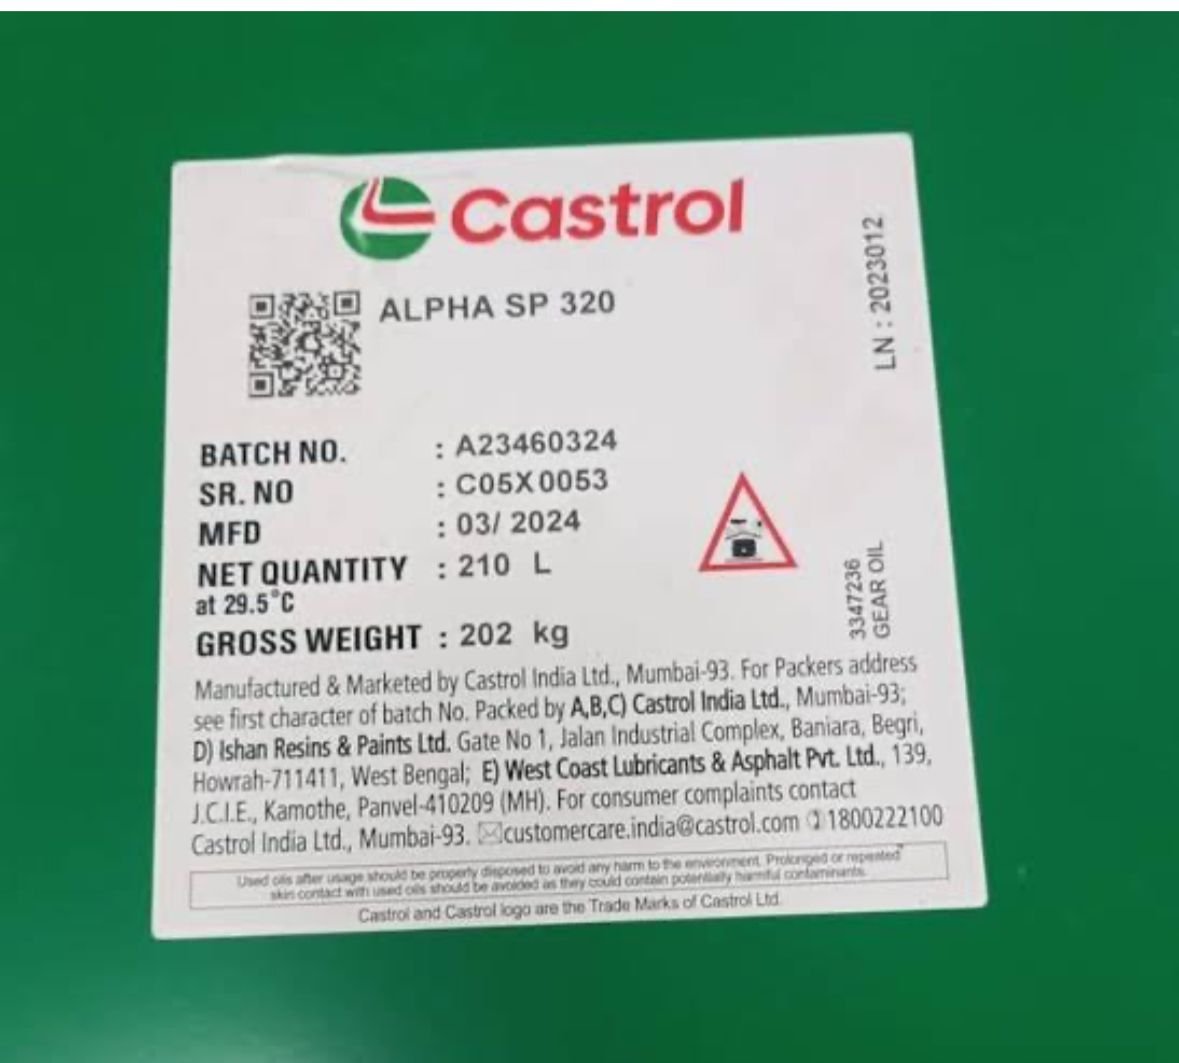 Castrol
ALPHA SP 320
LN : 2023012
BATCH NO. : A23460324
SR. NO : C05X0053
MFD : 03/ 2024
NET QUANTITY : 210 L
at 29.5°C
GROSS WEIGHT : 202 kg
3347236
GEAR OIL
Manufactured & Marketed by Castrol India Ltd., Mumbai-93. For Packers address
see first character of batch No. Packed by A,B,C) Castrol India Ltd., Mumbai-93;
D) Ishan Resins & Paints Ltd. Gate No 1, Jalan Industrial Complex, Baniara, Begri,
Howrah-711411, West Bengal; E) West Coast Lubricants & Asphalt Pvt. Ltd., 139,
J.C.I.E., Kamothe, Panvel-410209 (MH). For consumer complaints contact
Castrol India Ltd., Mumbai-93. customercare.india@castrol.com 1800222100
Used oils after usage should be properly disposed to avoid any harm to the environment. Prolonged or repeated
skin contact with used oils should be avoided as they could contain potentially harmful contaminants.
Castrol and Castrol logo are the Trade Marks of Castrol Ltd.